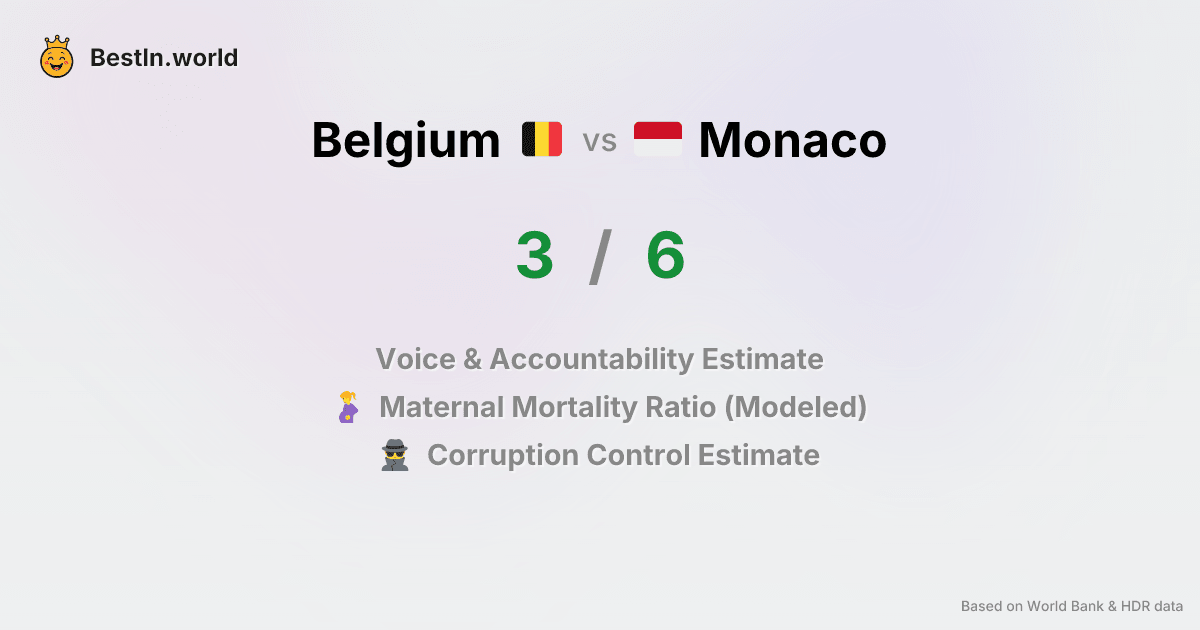 BestIn.world
Belgium vs Monaco
3 / 6
Voice & Accountability Estimate
Maternal Mortality Ratio (Modeled)
Corruption Control Estimate
Based on World Bank & HDR data